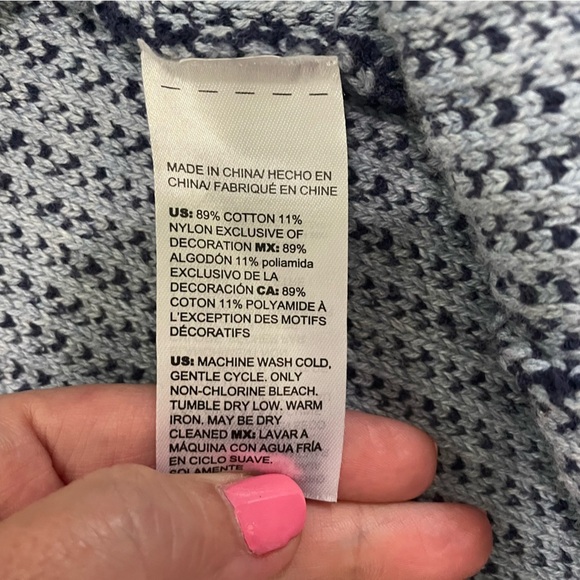 MADE IN CHINA/ HECHO EN
CHINA/ FABRIQUÉ EN CHINE
US: 89% COTTON 11%
NYLON EXCLUSIVE OF
DECORATION MX: 89%
ALGODÓN 11% poliamida
EXCLUSIVO DE LA
DECORACIÓN CA: 89%
COTON 11% POLYAMIDE À
L'EXCEPTION DES MOTIFS
DÉCORATIFS
US: MACHINE WASH COLD,
GENTLE CYCLE. ONLY
NON-CHLORINE BLEACH.
TUMBLE DRY LOW. WARM
IRON. MAY BE DRY
CLEANED MX: LAVAR A
MÁQUINA CON AGUA FRÍA
EN CICLO SUAVE.
SOLAMENTE